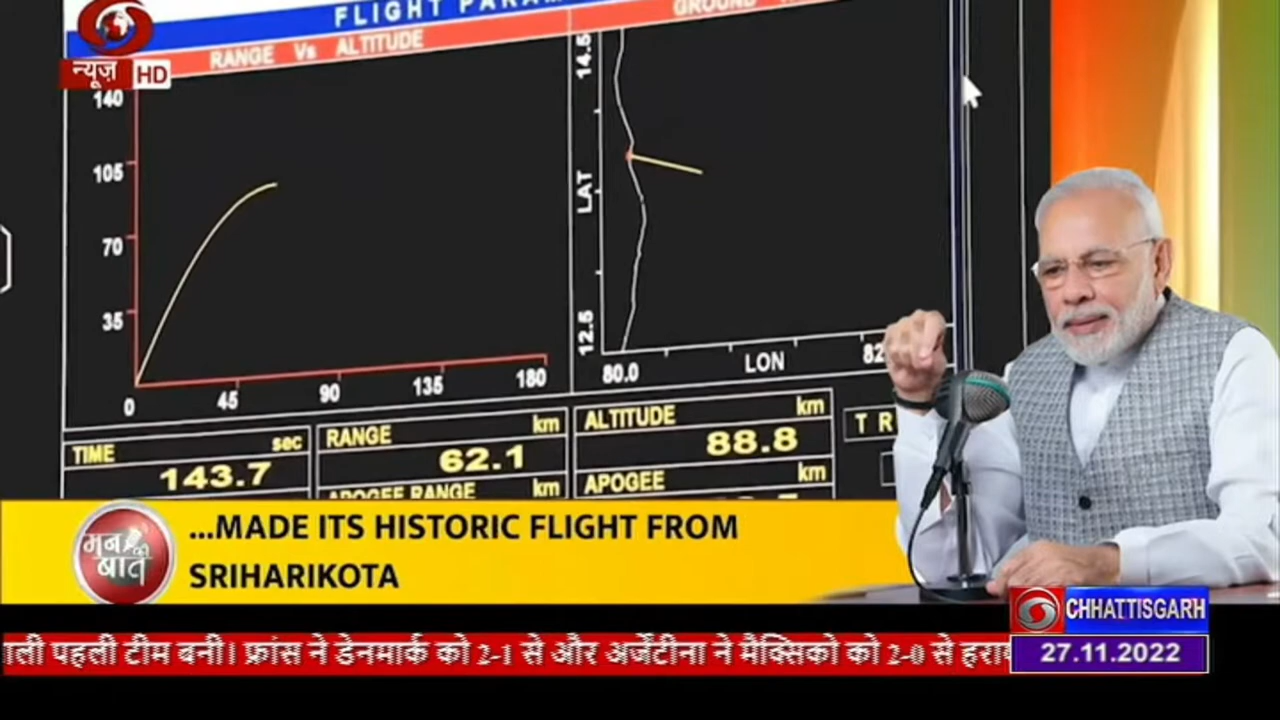 FLIGHT
RANGE Vs ALTITUDE
GROUND
न्यूज़ HD
140
105
70
35
0 45 90 135 180
14.5
LAT
12.5
80.0 LON 82
TIME sec
143.7
RANGE km
62.1
APOGEE RANGE km
ALTITUDE km
88.8
APOGEE km
T R
मन की बात
...MADE ITS HISTORIC FLIGHT FROM
SRIHARIKOTA
CHHATTISGARH
पहली टीम बनी। फ्रांस ने डेनमार्क को 2-1 से और अर्जेंटीना ने मैक्सिको को 2-0 से
27.11.2022